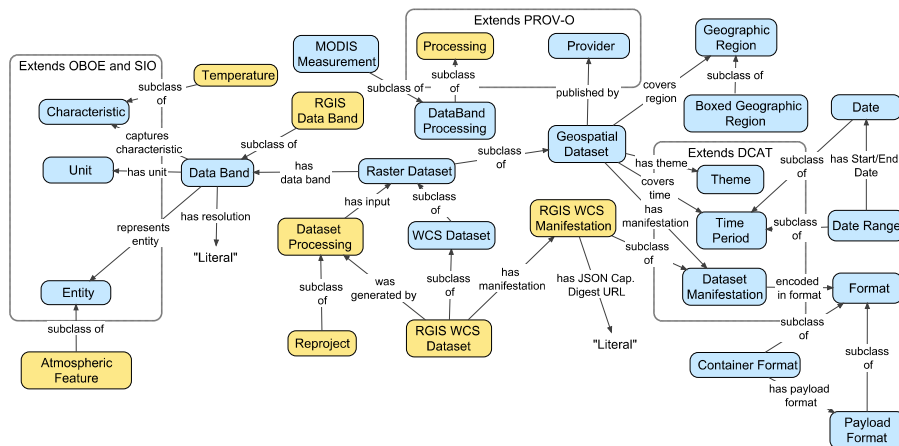 Extends PROV-O
Processing
Provider
MODIS
Measurement
Geographic
Region
Extends OBOE and SIO
Temperature
subclass
of
Characteristic
RGIS
Data Band
subclass of
subclass
of
DataBand
Processing
published by
covers
region
subclass of
Boxed Geographic
Region
Date
captures
characteristic
subclass of
Geospatial
Dataset
Extends DCAT
has theme
Theme
subclass
of
has Start/End
Date
Unit
has unit
Data Band
has
data band
Raster Dataset
subclass
of
covers
time
has resolution
has input
subclass
of
RGIS WCS
Manifestation
has
manifestation
Time
Period
subclass
of
Date Range
represents
entity
Dataset
Processing
WCS Dataset
subclass
of
"Literal"
has
manifestation
has JSON Cap.
Digest URL
Dataset
Manifestation
encoded
in format
Format
Entity
subclass
of
was
generated by
subclass
of
subclass of
Reproject
RGIS WCS
Dataset
"Literal"
subclass
of
subclass
of
Atmospheric
Feature
Container Format
has payload
format
Payload
Format